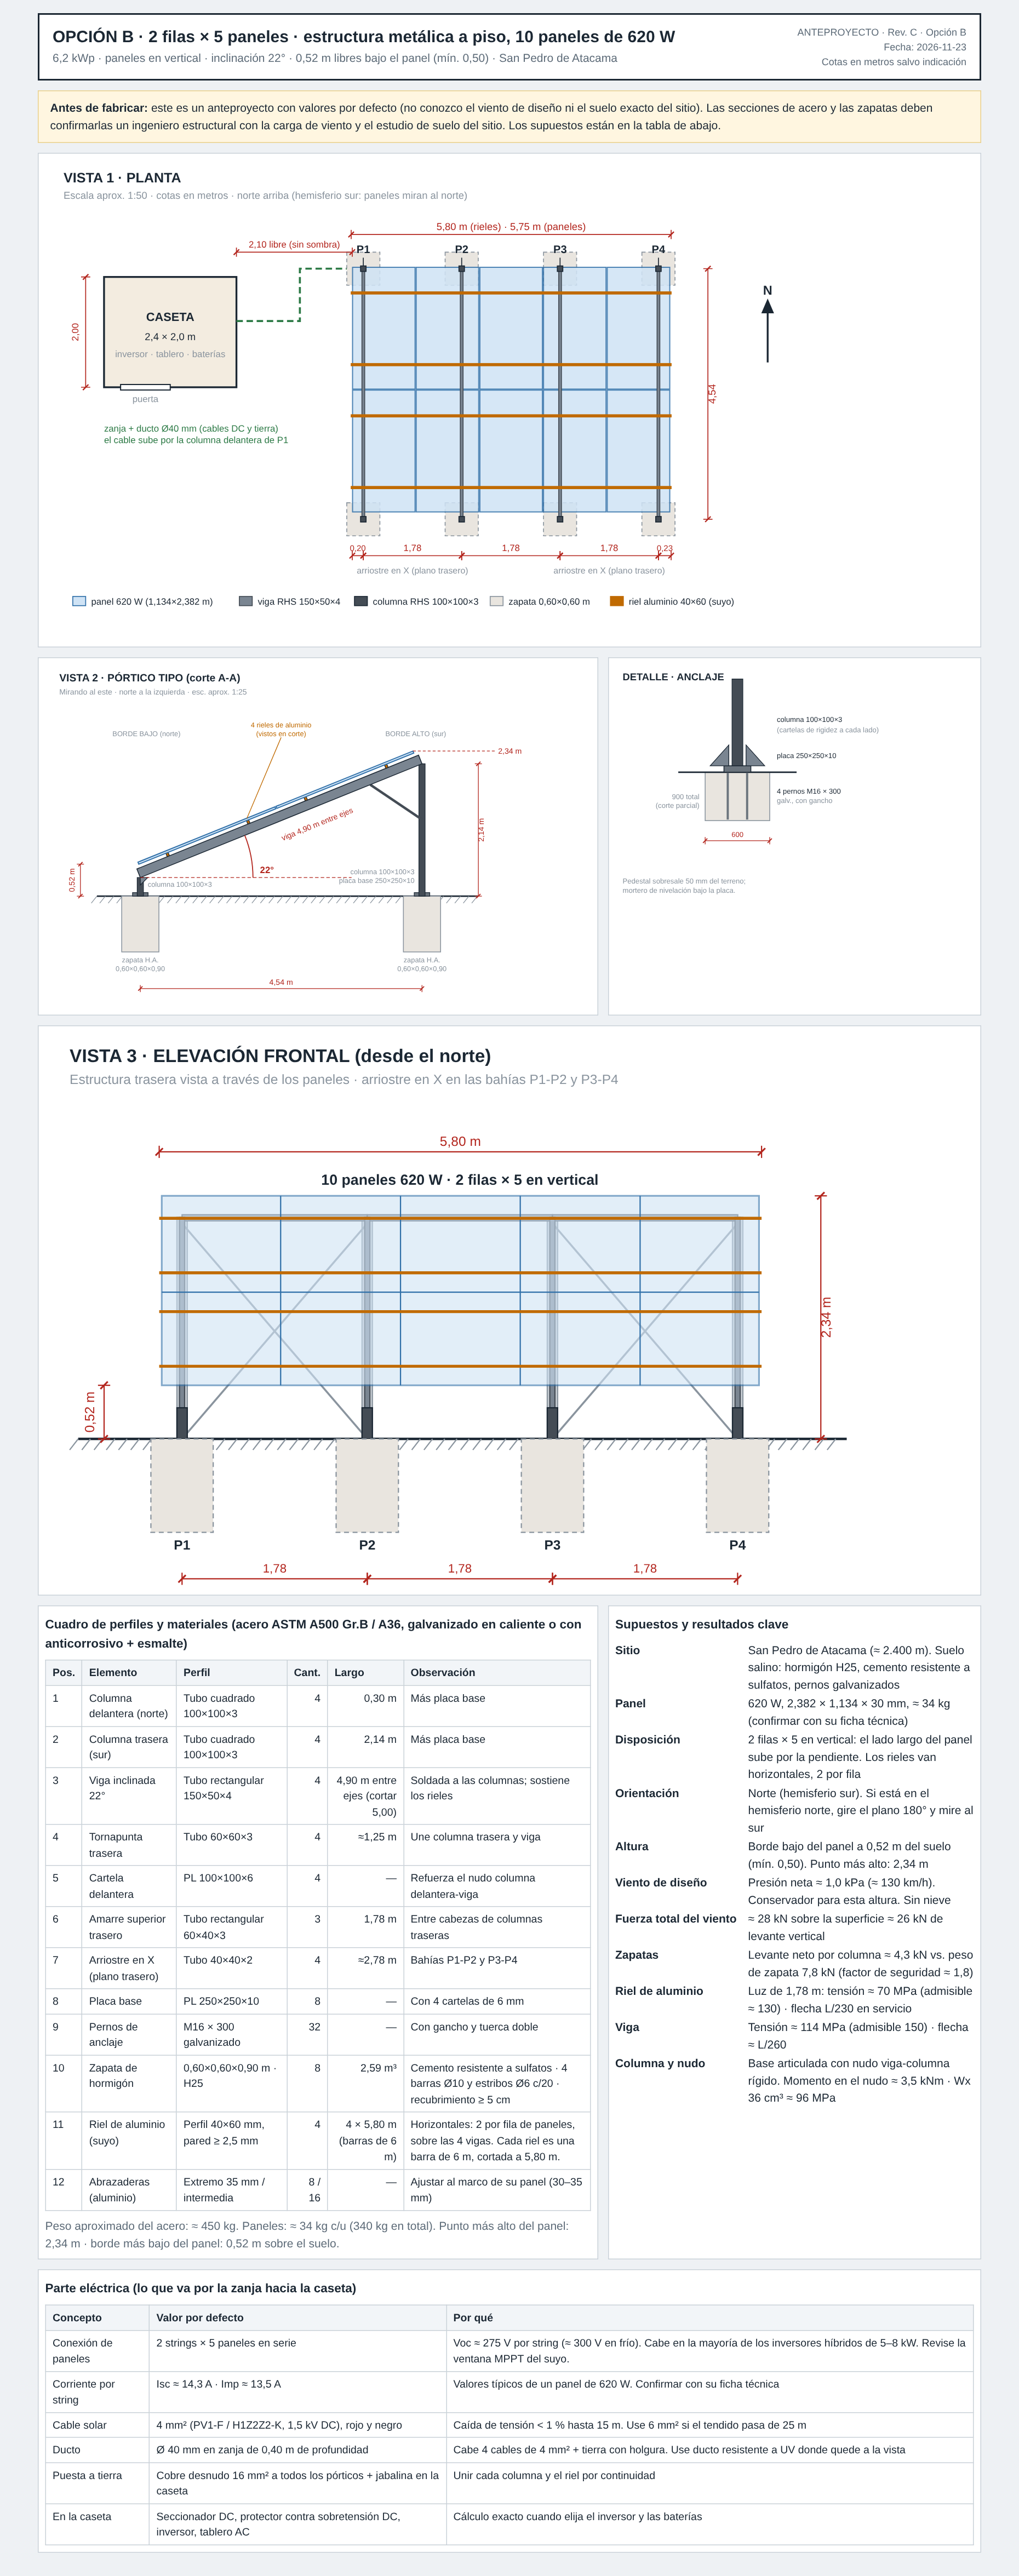 OPCIÓN B · 2 filas × 5 paneles · estructura metálica a piso, 10 paneles de 620 W
6,2 kWp · paneles en vertical · inclinación 22° · 0,52 m libres bajo el panel (mín. 0,50) · San Pedro de Atacama
ANTEPROYECTO · Rev. C · Opción B
Fecha: 2026-11-23
Cotas en metros salvo indicación
Antes de fabricar: este es un anteproyecto con valores por defecto (no conozco el viento de diseño ni el suelo exacto del sitio). Las secciones de acero y las zapatas deben
confirmarlas un ingeniero estructural con la carga de viento y el estudio de suelo del sitio. Los supuestos están en la tabla de abajo.
VISTA 1 · PLANTA
Escala aprox. 1:50 · cotas en metros · norte arriba (hemisferio sur: paneles miran al norte)
5,80 m (rieles) · 5,75 m (paneles)
2,10 libre (sin sombra)
P1
P2
P3
P4
N
2,00
CASETA
2,4 × 2,0 m
inversor · tablero · baterías
puerta
4,54
zanja + ducto Ø40 mm (cables DC y tierra)
el cable sube por la columna delantera de P1
0,20
1,78
1,78
1,78
0,23
arriostre en X (plano trasero)
arriostre en X (plano trasero)
panel 620 W (1,134×2,382 m)
viga RHS 150×50×4
columna RHS 100×100×3
zapata 0,60×0,60 m
riel aluminio 40×60 (suyo)
VISTA 2 · PÓRTICO TIPO (corte A-A)
Mirando al este · norte a la izquierda · esc. aprox. 1:25
4 rieles de aluminio
(vistos en corte)
BORDE BAJO (norte)
BORDE ALTO (sur)
2,34 m
viga 4,90 m entre ejes
2,14 m
22°
0,52 m
columna 100×100×3
columna 100×100×3
placa base 250×250×10
zapata H.A.
0,60×0,60×0,90
zapata H.A.
0,60×0,60×0,90
4,54 m
DETALLE · ANCLAJE
columna 100×100×3
(cartelas de rigidez a cada lado)
placa 250×250×10
4 pernos M16 × 300
galv., con gancho
900 total
(corte parcial)
600
Pedestal sobresale 50 mm del terreno;
mortero de nivelación bajo la placa.
VISTA 3 · ELEVACIÓN FRONTAL (desde el norte)
Estructura trasera vista a través de los paneles · arriostre en X en las bahías P1-P2 y P3-P4
5,80 m
10 paneles 620 W · 2 filas × 5 en vertical
2,34 m
0,52 m
P1
P2
P3
P4
1,78
1,78
1,78
Cuadro de perfiles y materiales (acero ASTM A500 Gr.B / A36, galvanizado en caliente o con
anticorrosivo + esmalte)
Pos. Elemento Perfil Cant. Largo Observación
1 Columna delantera (norte) Tubo cuadrado 100×100×3 4 0,30 m Más placa base
2 Columna trasera (sur) Tubo cuadrado 100×100×3 4 2,14 m Más placa base
3 Viga inclinada 22° Tubo rectangular 150×50×4 4 4,90 m entre ejes (cortar 5,00) Soldada a las columnas; sostiene los rieles
4 Tornapunta trasera Tubo 60×60×3 4 ≈1,25 m Une columna trasera y viga
5 Cartela delantera PL 100×100×6 4 — Refuerza el nudo columna delantera-viga
6 Amarre superior trasero Tubo rectangular 60×40×3 3 1,78 m Entre cabezas de columnas traseras
7 Arriostre en X (plano trasero) Tubo 40×40×2 4 ≈2,78 m Bahías P1-P2 y P3-P4
8 Placa base PL 250×250×10 8 — Con 4 cartelas de 6 mm
9 Pernos de anclaje M16 × 300 galvanizado 32 — Con gancho y tuerca doble
10 Zapata de hormigón 0,60×0,60×0,90 m · H25 8 2,59 m³ Cemento resistente a sulfatos · 4 barras Ø10 y estribos Ø6 c/20 · recubrimiento ≥ 5 cm
11 Riel de aluminio (suyo) Perfil 40×60 mm, pared ≥ 2,5 mm 4 4 × 5,80 m (barras de 6 m) Horizontales: 2 por fila de paneles, sobre las 4 vigas. Cada riel es una barra de 6 m, cortada a 5,80 m.
12 Abrazaderas (aluminio) Extremo 35 mm / intermedia 8 / 16 — Ajustar al marco de su panel (30–35 mm)
Peso aproximado del acero: ≈ 450 kg. Paneles: ≈ 34 kg c/u (340 kg en total). Punto más alto del panel:
2,34 m · borde más bajo del panel: 0,52 m sobre el suelo.
Supuestos y resultados clave
Sitio San Pedro de Atacama (≈ 2.400 m). Suelo
salino: hormigón H25, cemento resistente a
sulfatos, pernos galvanizados
Panel 620 W, 2,382 × 1,134 × 30 mm, ≈ 34 kg
(confirmar con su ficha técnica)
Disposición 2 filas × 5 en vertical: el lado largo del panel
sube por la pendiente. Los rieles van
horizontales, 2 por fila
Orientación Norte (hemisferio sur). Si está en el
hemisferio norte, gire el plano 180° y mire al
sur
Altura Borde bajo del panel a 0,52 m del suelo
(mín. 0,50). Punto más alto: 2,34 m
Viento de diseño Presión neta ≈ 1,0 kPa (≈ 130 km/h).
Conservador para esta altura. Sin nieve
Fuerza total del viento ≈ 28 kN sobre la superficie ≈ 26 kN de
levante vertical
Zapatas Levante neto por columna ≈ 4,3 kN vs. peso
de zapata 7,8 kN (factor de seguridad ≈ 1,8)
Riel de aluminio Luz de 1,78 m: tensión ≈ 70 MPa (admisible
≈ 130) · flecha L/230 en servicio
Viga Tensión ≈ 114 MPa (admisible 150) · flecha
≈ L/260
Columna y nudo Base articulada con nudo viga-columna
rígido. Momento en el nudo ≈ 3,5 kNm · Wx
36 cm³ ≈ 96 MPa
Parte eléctrica (lo que va por la zanja hacia la caseta)
Concepto Valor por defecto Por qué
Conexión de paneles 2 strings × 5 paneles en serie Voc ≈ 275 V por string (≈ 300 V en frío). Cabe en la mayoría de los inversores híbridos de 5–8 kW. Revise la ventana MPPT del suyo.
Corriente por string Isc ≈ 14,3 A · Imp ≈ 13,5 A Valores típicos de un panel de 620 W. Confirmar con su ficha técnica
Cable solar 4 mm² (PV1-F / H1Z2Z2-K, 1,5 kV DC), rojo y negro Caída de tensión < 1 % hasta 15 m. Use 6 mm² si el tendido pasa de 25 m
Ducto Ø 40 mm en zanja de 0,40 m de profundidad Cabe 4 cables de 4 mm² + tierra con holgura. Use ducto resistente a UV donde quede a la vista
Puesta a tierra Cobre desnudo 16 mm² a todos los pórticos + jabalina en la caseta Unir cada columna y el riel por continuidad
En la caseta Seccionador DC, protector contra sobretensión DC, inversor, tablero AC Cálculo exacto cuando elija el inversor y las baterías